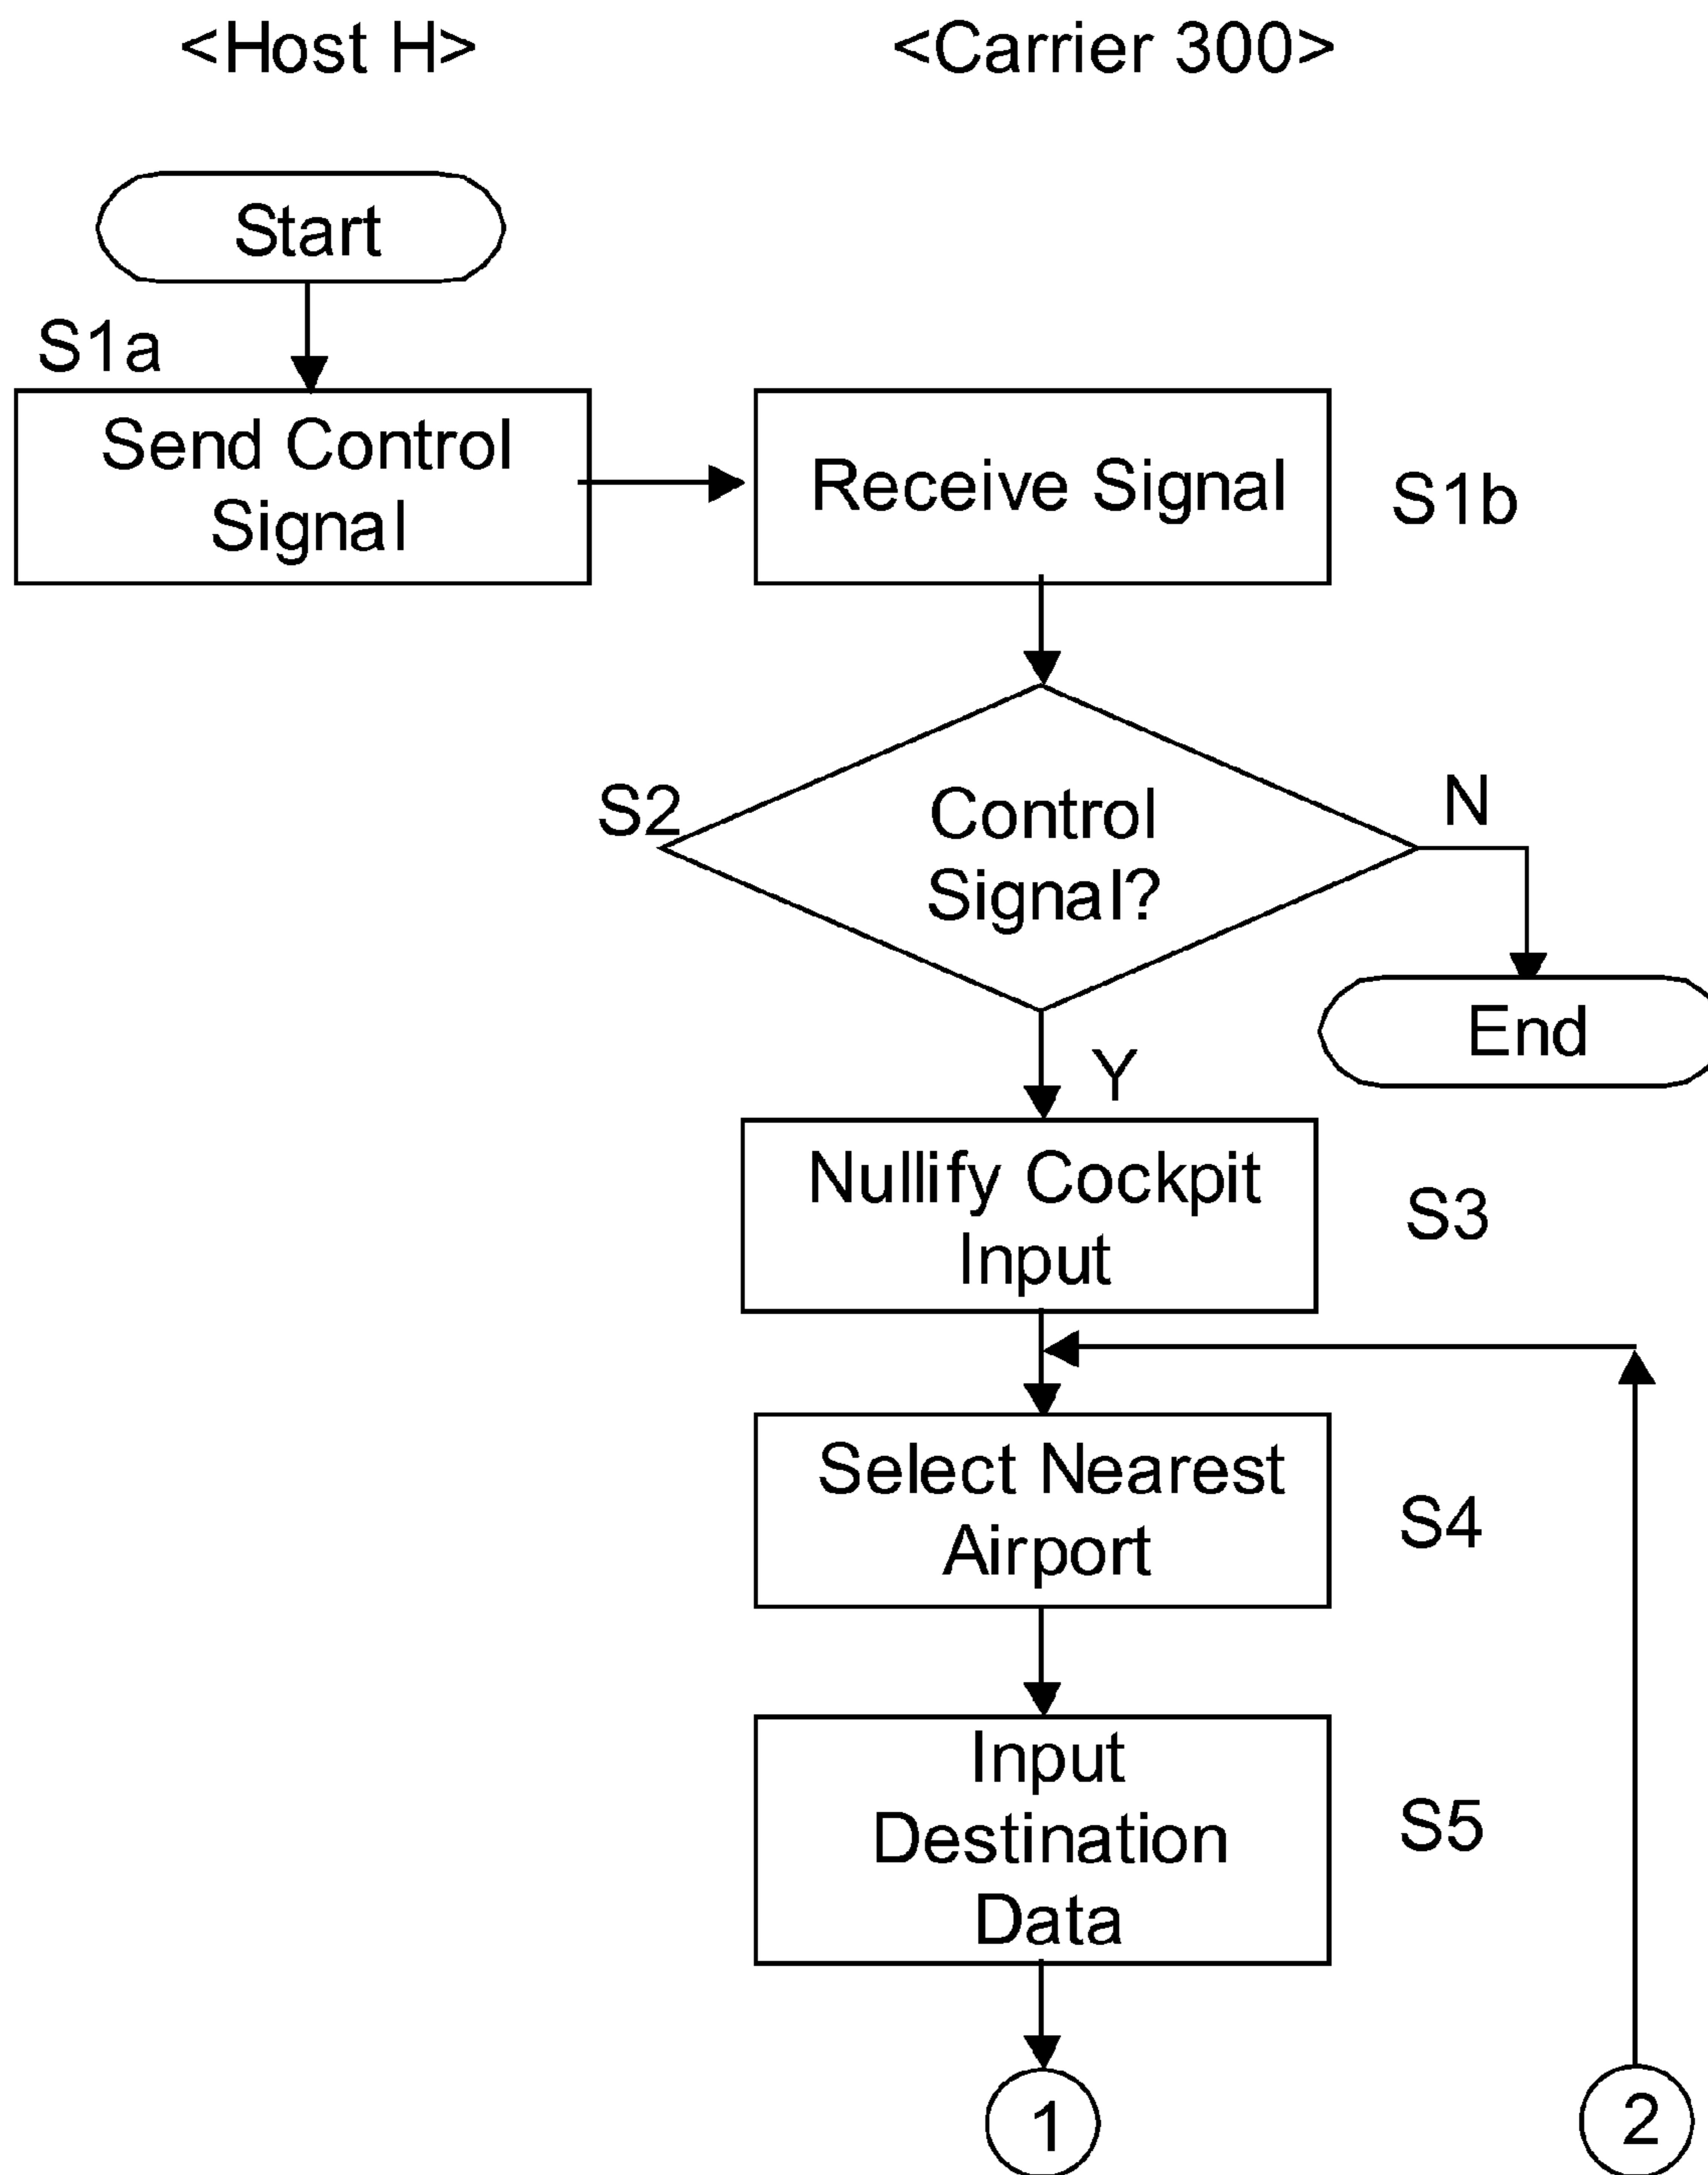 <Host H>
<Carrier 300>
Start
S1a
Send Control
Signal
Receive Signal
S1b
S2
Control
Signal?
N
End
Y
Nullify Cockpit
Input
S3
Select Nearest
Airport
S4
Input
Destination
Data
S5
1
2